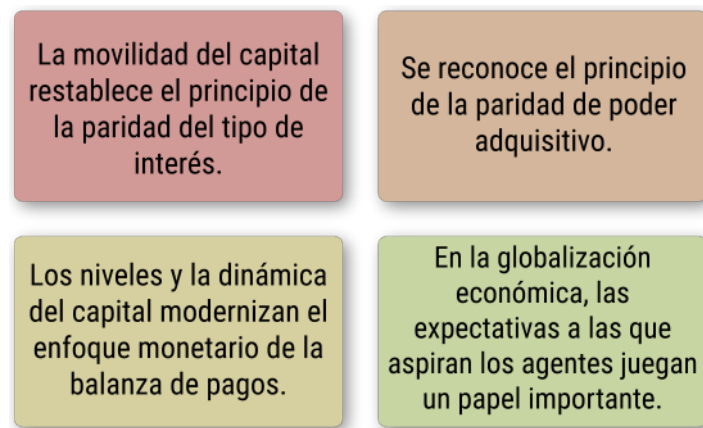 La movilidad del capital
restablece el principio de
la paridad del tipo de
interés.
Se reconoce el principio
de la paridad de poder
adquisitivo.
Los niveles y la dinámica
del capital modernizan el
enfoque monetario de la
balanza de pagos.
En la globalización
económica, las
expectativas a las que
aspiran los agentes juegan
un papel importante.